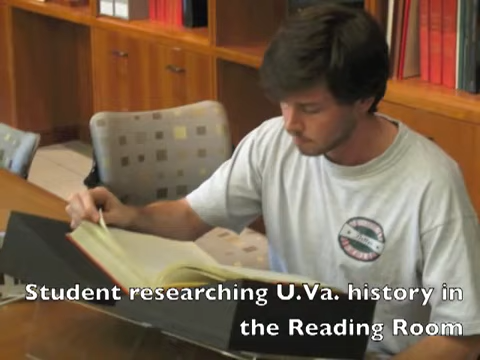 Student researching U.Va. history in
the Reading Room